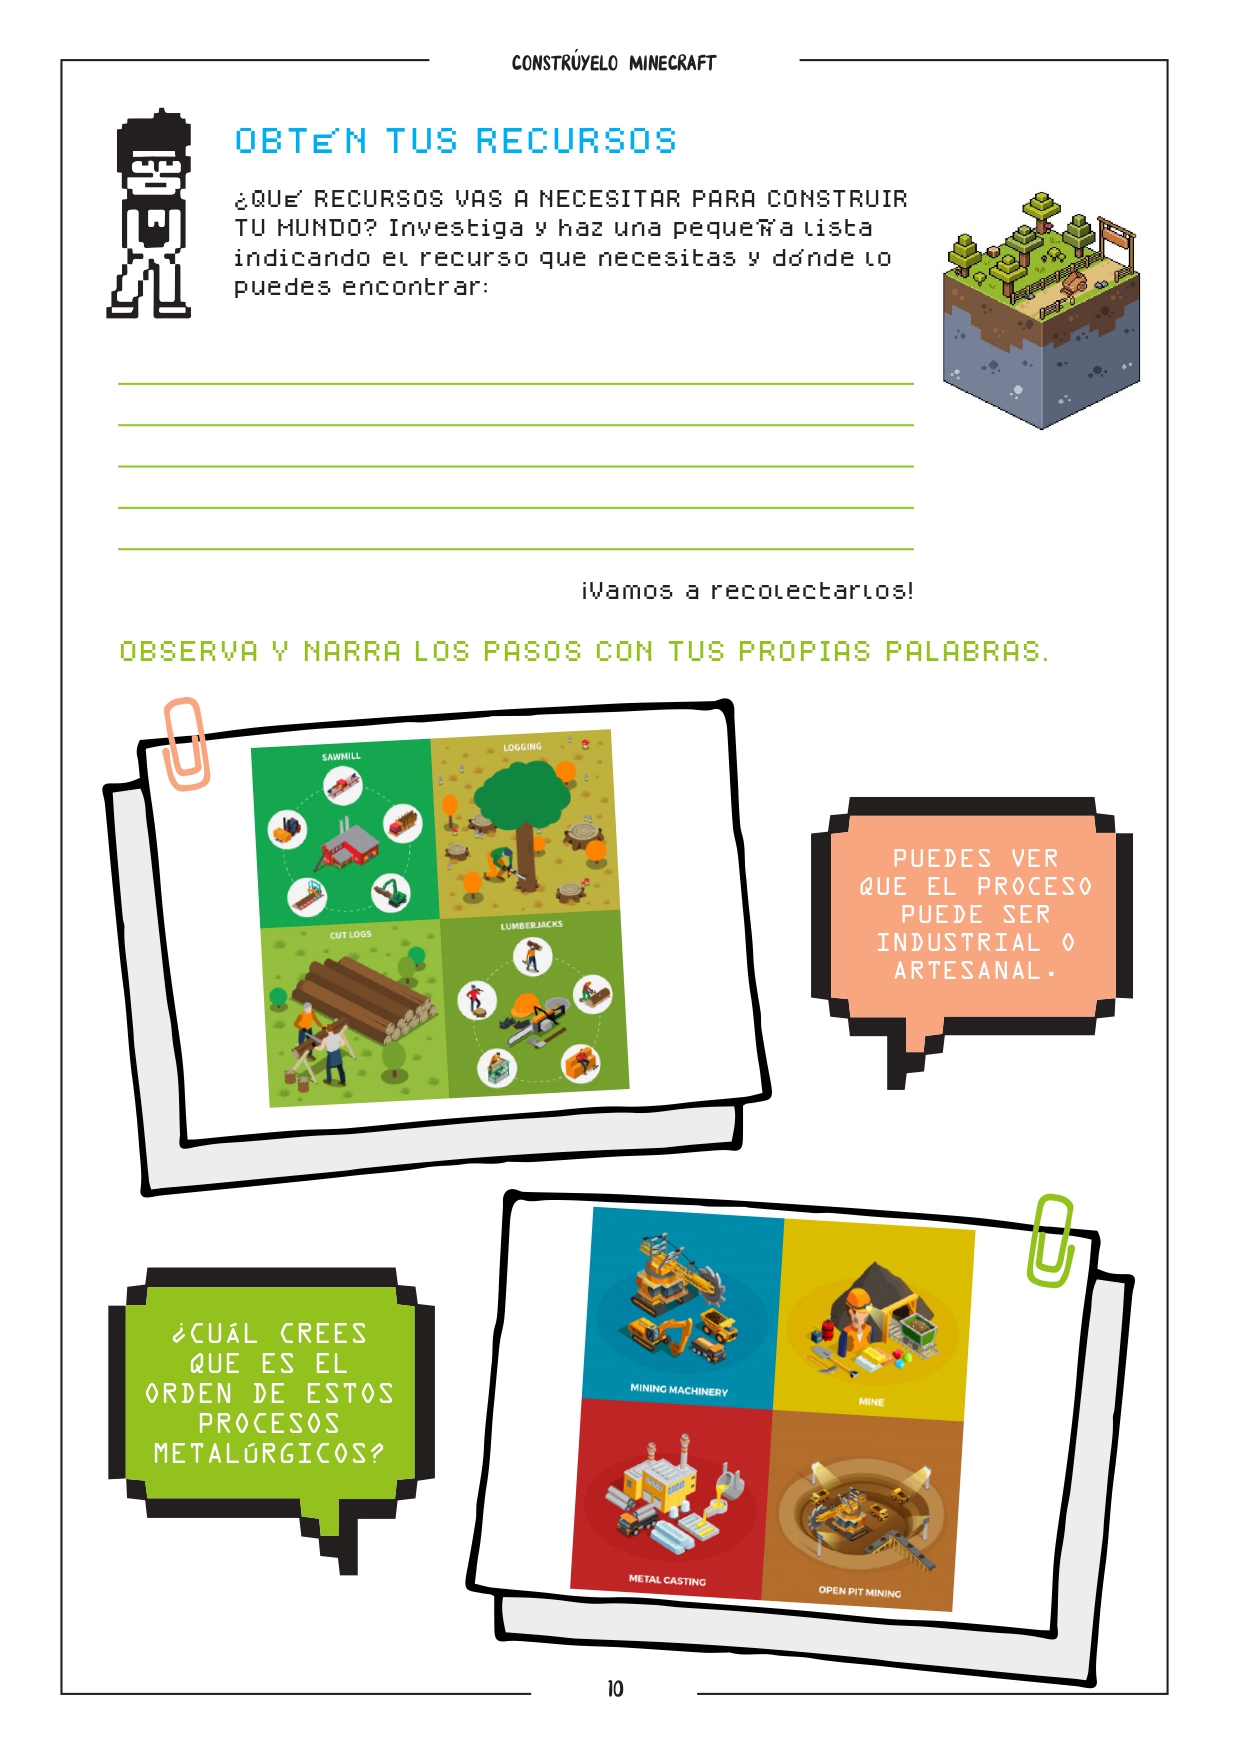 CONSTRÚYELO MINECRAFT
OBTÉN TUS RECURSOS
¿QUÉ RECURSOS VAS A NECESITAR PARA CONSTRUIR
TU MUNDO? Investiga y haz una pequeÑa lista
indicando el recurso que necesitas y dónde lo
puedes encontrar:
¡Vamos a recolectarlos!
OBSERVA Y NARRA LOS PASOS CON TUS PROPIAS PALABRAS.
SAWMILL
LOGGING
CUT LOGS
LUMBERJACKS
PUEDES VER
QUE EL PROCESO
PUEDE SER
INDUSTRIAL O
ARTESANAL.
¿CUÁL CREES
QUE ES EL
ORDEN DE ESTOS
PROCESOS
METALÚRGICOS?
MINING MACHINERY
MINE
METAL CASTING
OPEN PIT MINING
10